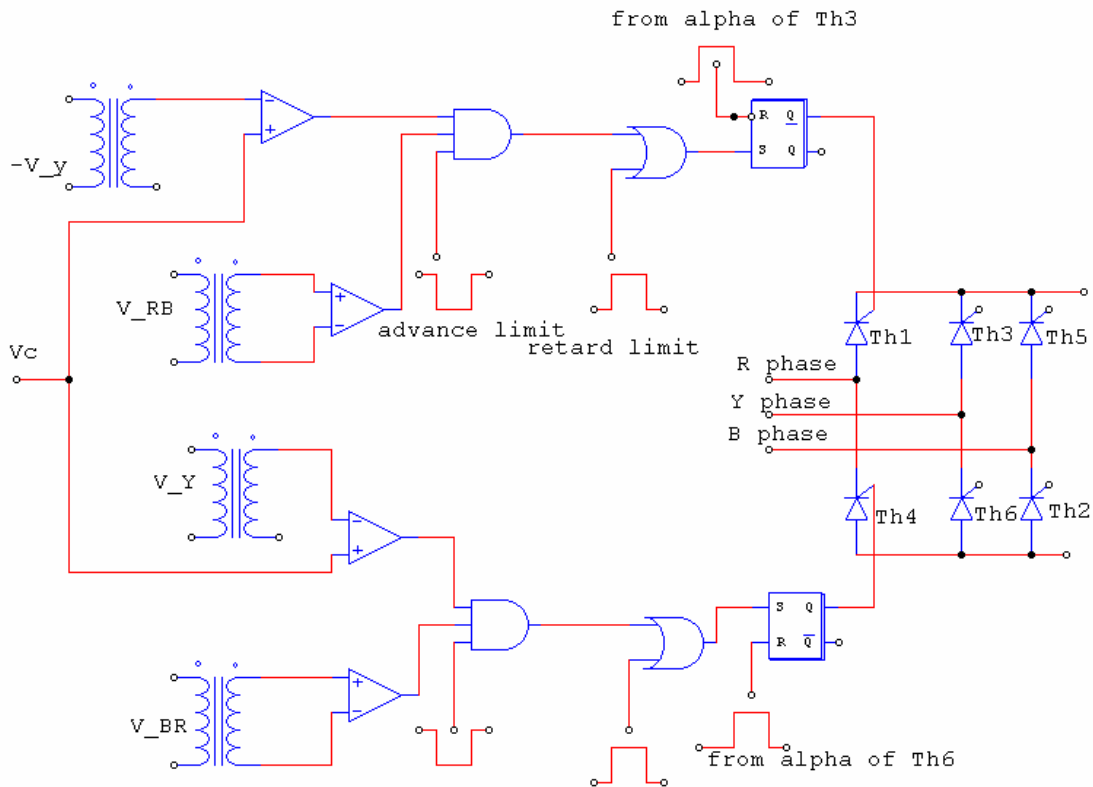 from alpha of Th3
-V_y
-
+
R
Q
S
Q
V_RB
+
-
advance limit
retard limit
Vc
Th1
Th3
Th5
R phase
Y phase
B phase
V_Y
-
+
Th4
Th6
Th2
S
Q
R
Q
V_BR
+
-
from alpha of Th6